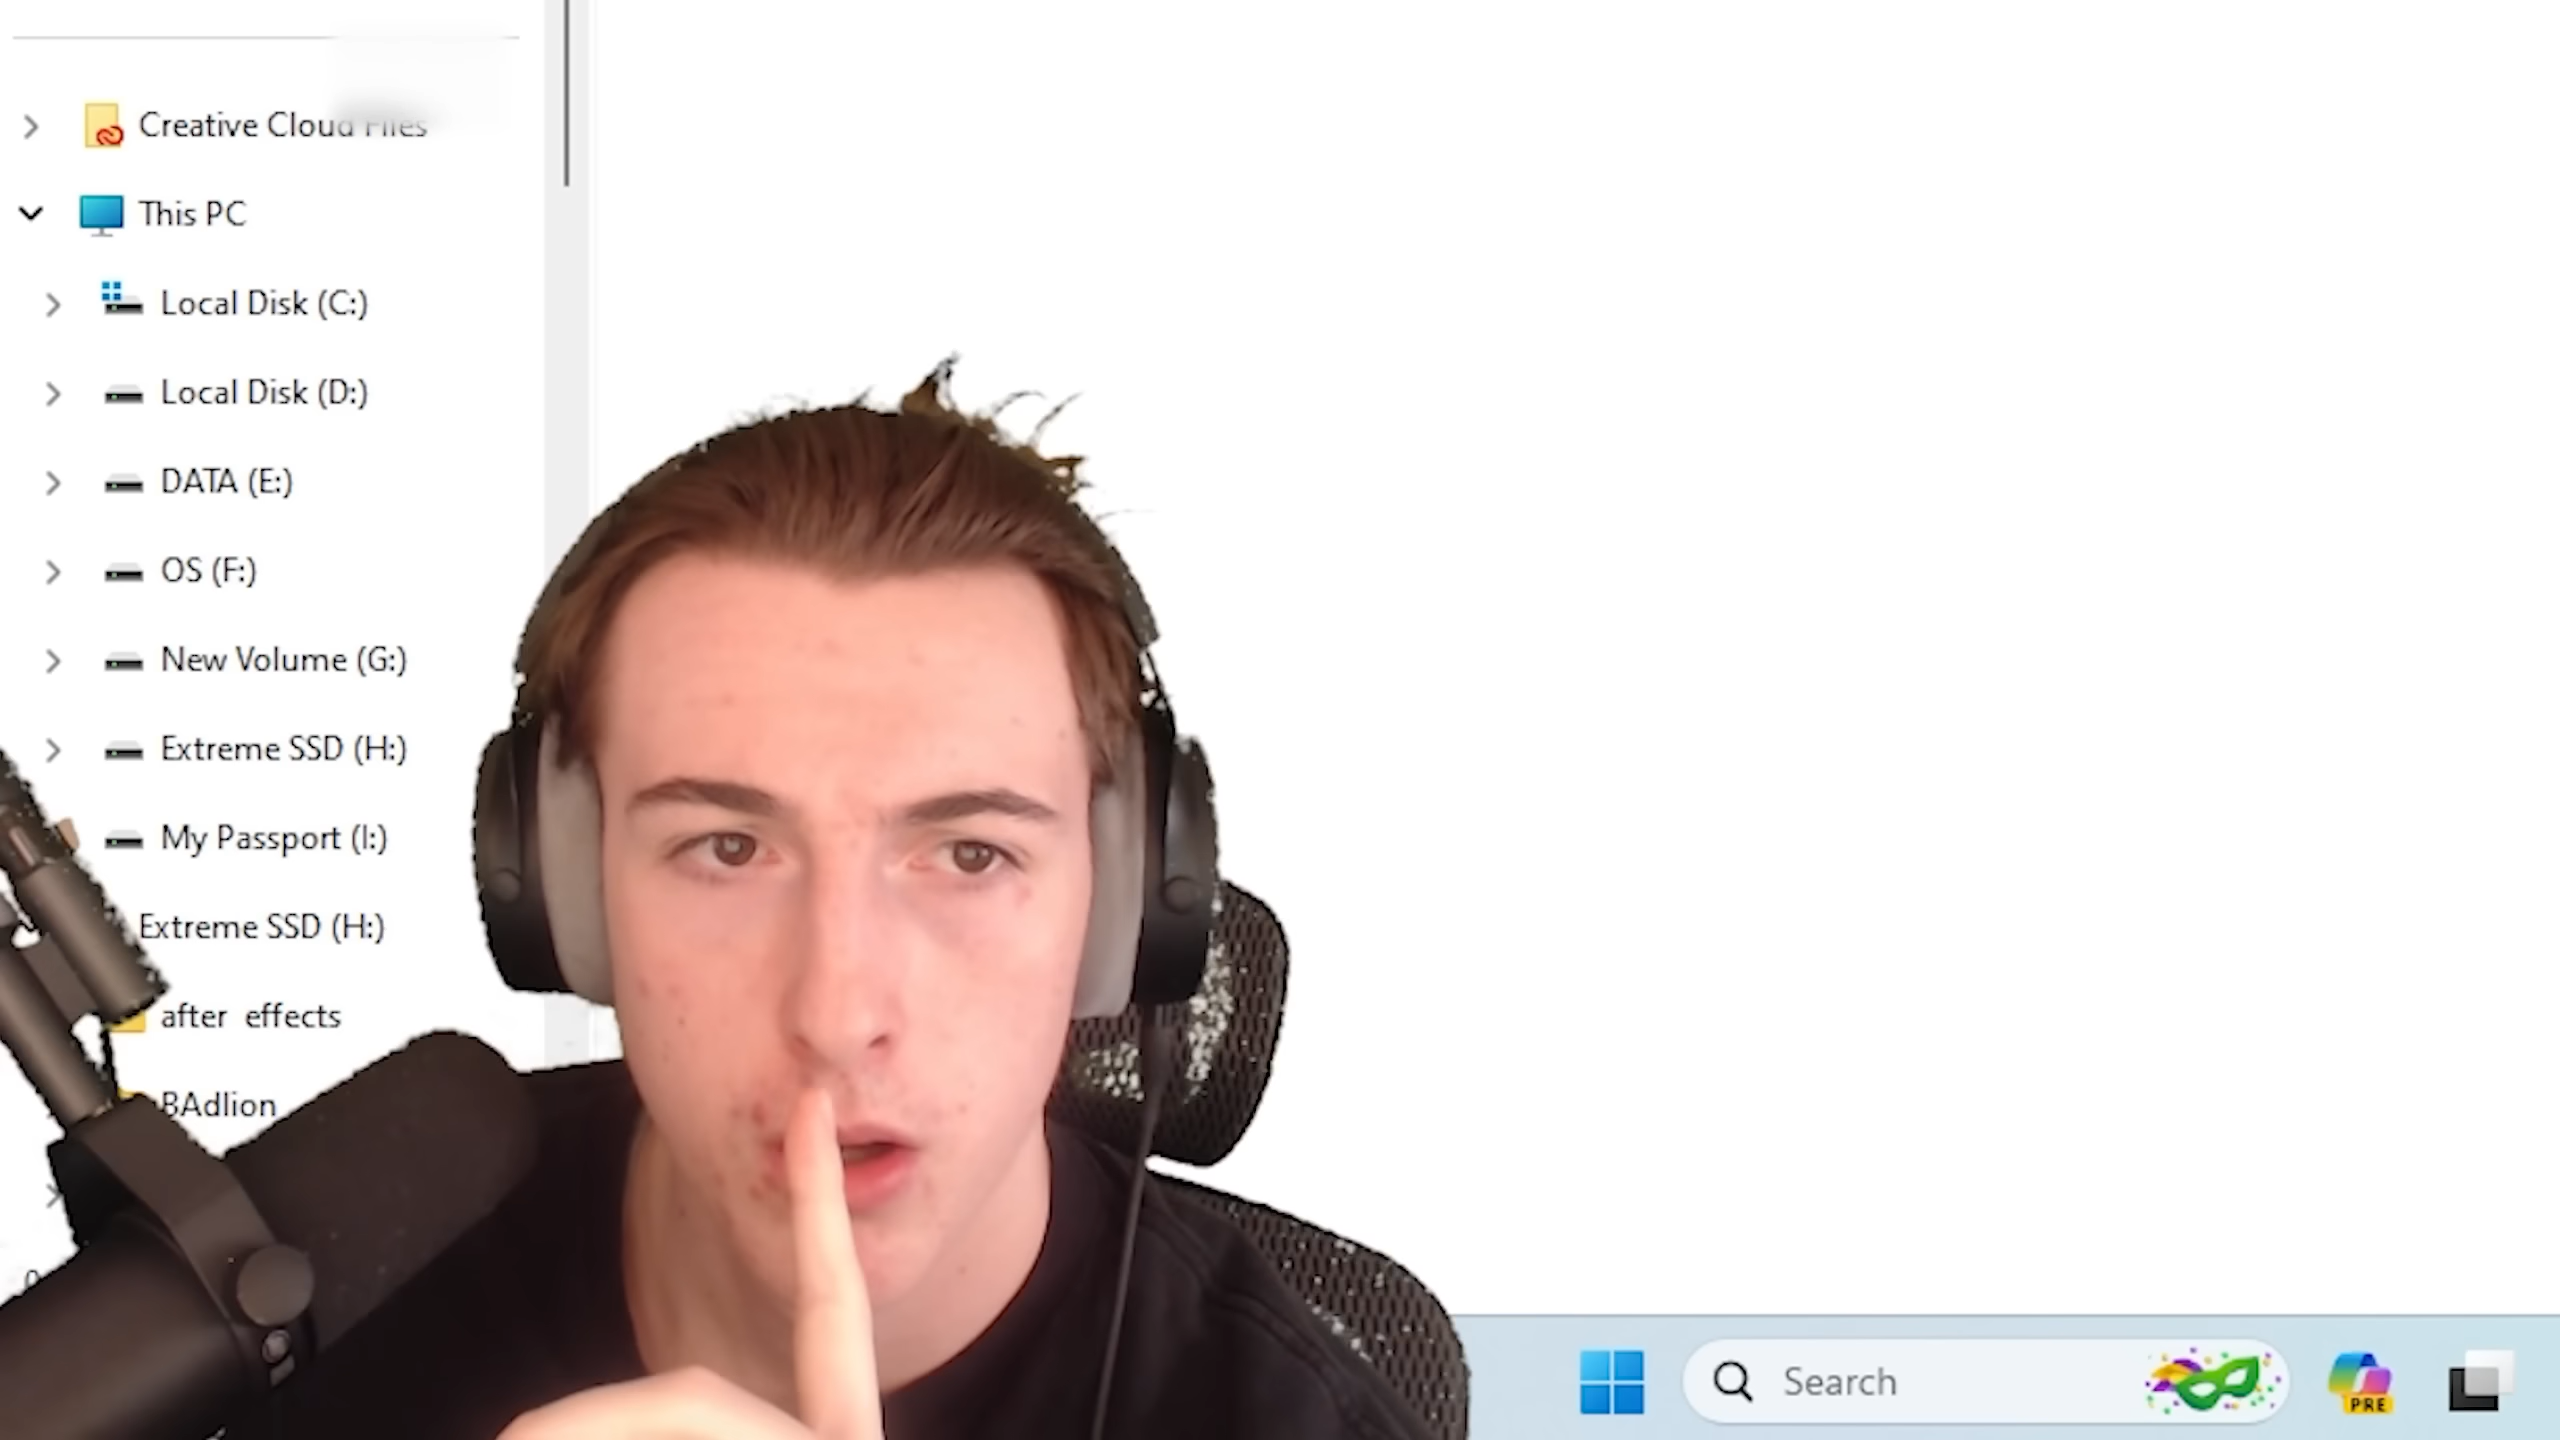 Creative Cloud Files
This PC
Local Disk (C:)
Local Disk (D:)
DATA (E:)
OS (F:)
New Volume (G:)
Extreme SSD (H:)
My Passport (I:)
Extreme SSD (H:)
after effects
BAdlion
Search
PRE